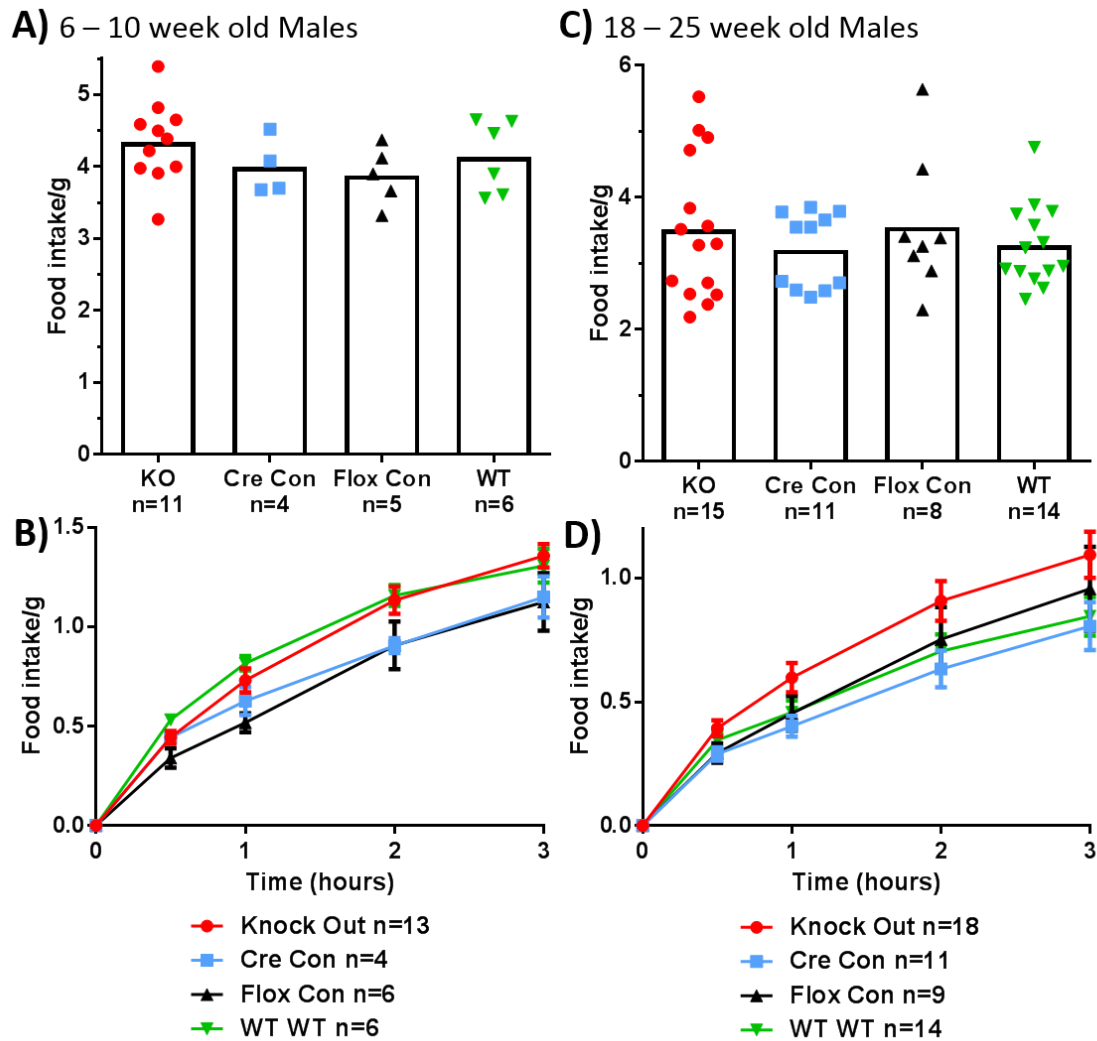 A) 6 – 10 week old Males
Food intake/g
5
4
3
2
1
0
KO
n=11
Cre Con
n=4
Flox Con
n=5
WT
n=6
C) 18 – 25 week old Males
Food intake/g
6
4
2
0
KO
n=15
Cre Con
n=11
Flox Con
n=8
WT
n=14
B)
Food intake/g
1.5
1.0
0.5
0.0
0
1
2
3
Time (hours)
Knock Out n=13
Cre Con n=4
Flox Con n=6
WT WT n=6
D)
Food intake/g
1.0
0.5
0.0
0
1
2
3
Time (hours)
Knock Out n=18
Cre Con n=11
Flox Con n=9
WT WT n=14